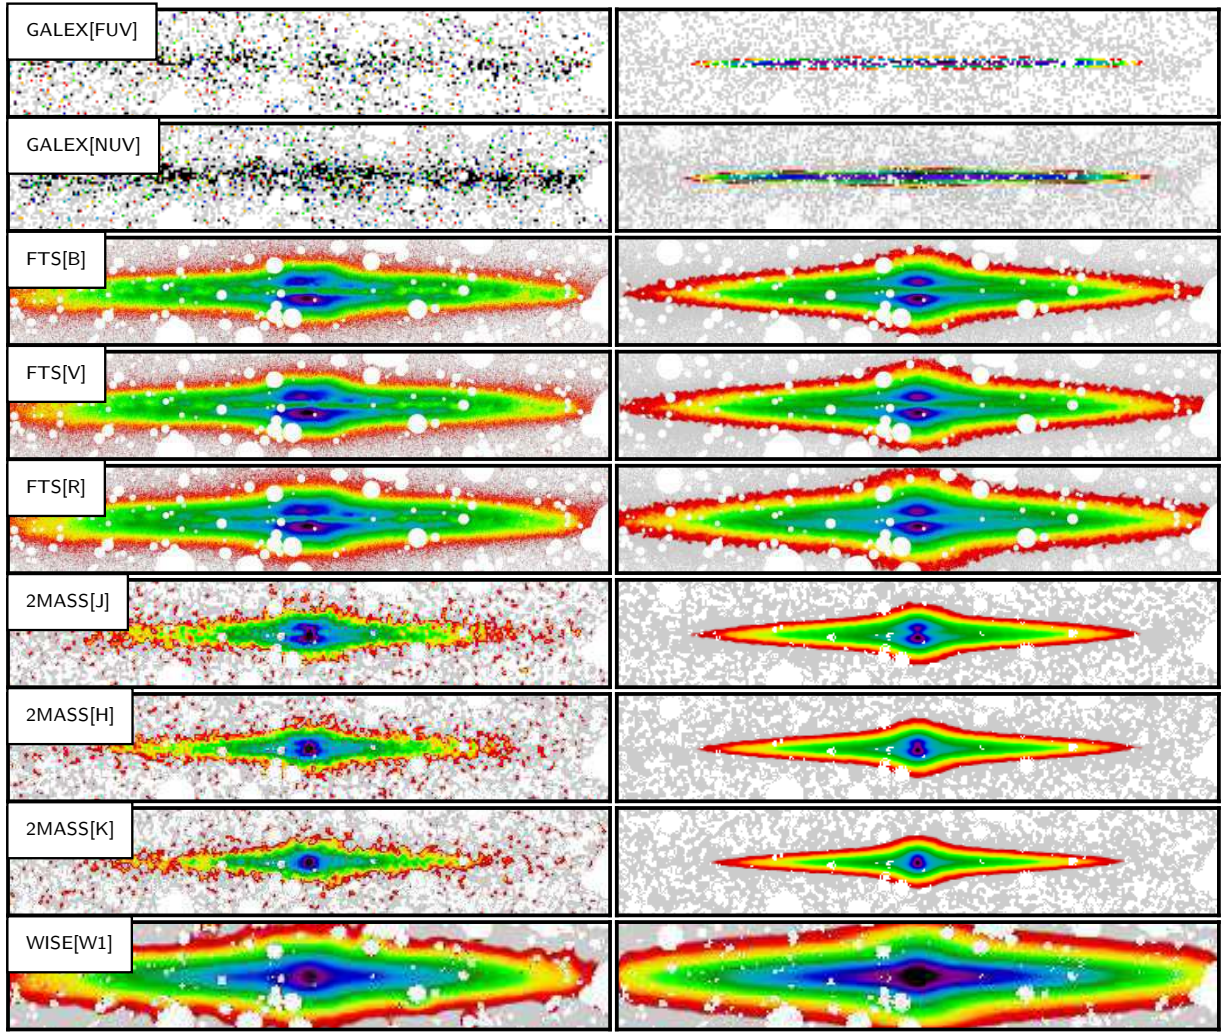 GALEX[FUV]
GALEX[NUV]
FTS[B]
FTS[V]
FTS[R]
2MASS[J]
2MASS[H]
2MASS[K]
WISE[W1]